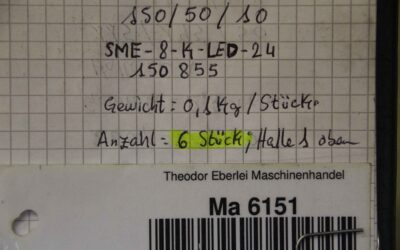 150/50/10
SME-8-K-LED-24
150 855
Gewicht: 0,1 Kg/Stück
Anzahl = 6 Stück; Halle 1 oben
Theodor Eberlei Maschinenhandel
Ma 6151